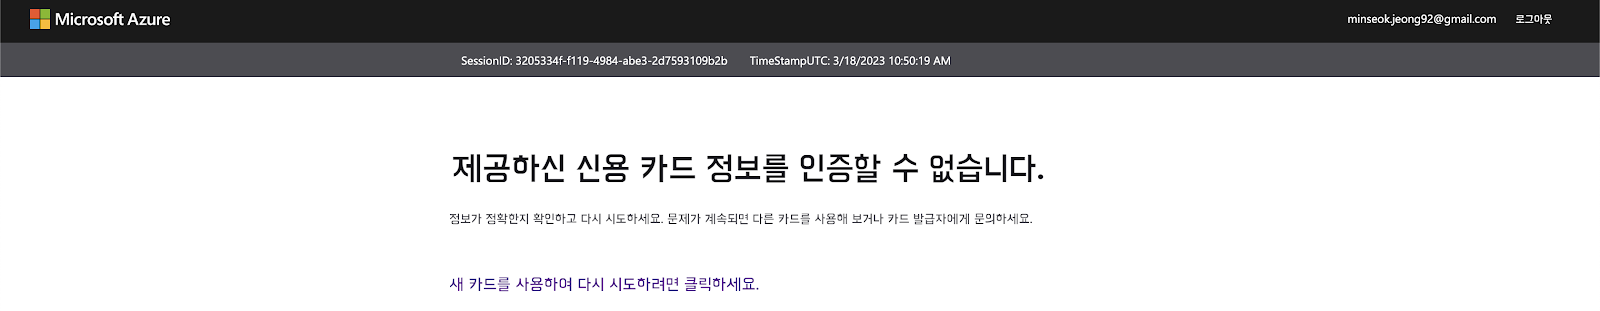 Microsoft Azure
minseok.jeong92@gmail.com 로그아웃
SessionID: 3205334f-f119-4984-abe3-2d7593109b2b TimeStampUTC: 3/18/2023 10:50:19 AM
제공하신 신용 카드 정보를 인증할 수 없습니다.
정보가 정확한지 확인하고 다시 시도하세요. 문제가 계속되면 다른 카드를 사용해 보거나 카드 발급자에게 문의하세요.
새 카드를 사용하여 다시 시도하려면 클릭하세요.